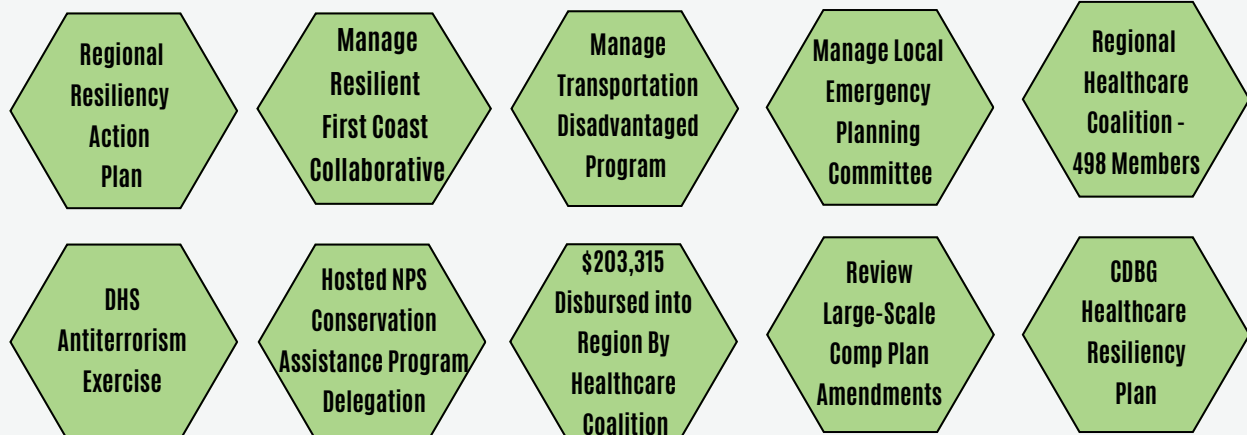 Regional
Resiliency
Action
Plan
Manage
Resilient
First Coast
Collaborative
Manage
Transportation
Disadvantaged
Program
Manage Local
Emergency
Planning
Committee
Regional
Healthcare
Coalition -
498 Members
DHS
Antiterrorism
Exercise
Hosted NPS
Conservation
Assistance Program
Delegation
$203,315
Disbursed into
Region By
Healthcare
Coalition
Review
Large-Scale
Comp Plan
Amendments
CDBG
Healthcare
Resiliency
Plan